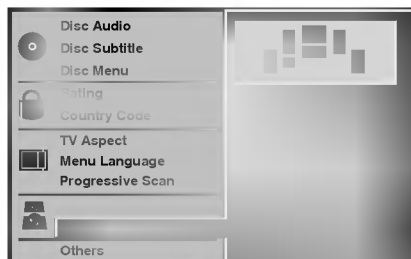 Disc Audio
Disc Subtitle
Disc Menu
Rating
Country Code
TV Aspect
Menu Language
Progressive Scan
Others